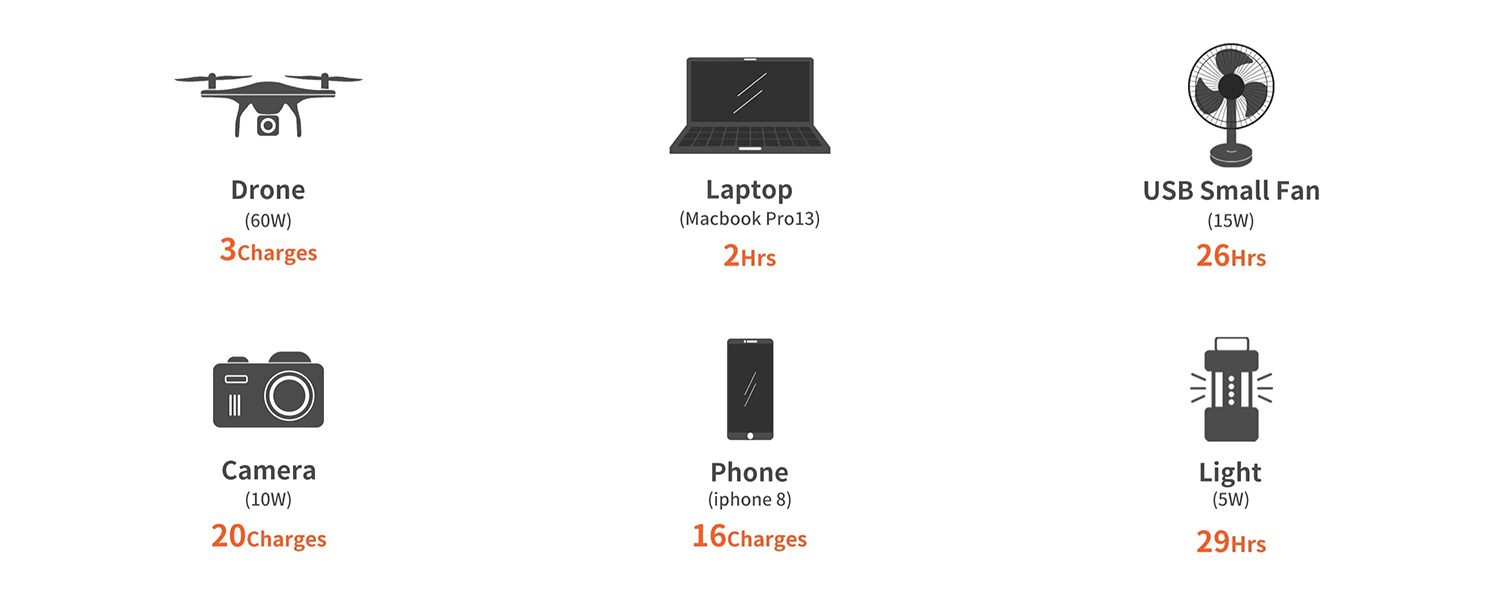 Drone
(60W)
3Charges
Laptop
(Macbook Pro13)
2Hrs
USB Small Fan
(15W)
26Hrs
Camera
(10W)
20Charges
Phone
(iphone 8)
16Charges
Light
(5W)
29Hrs